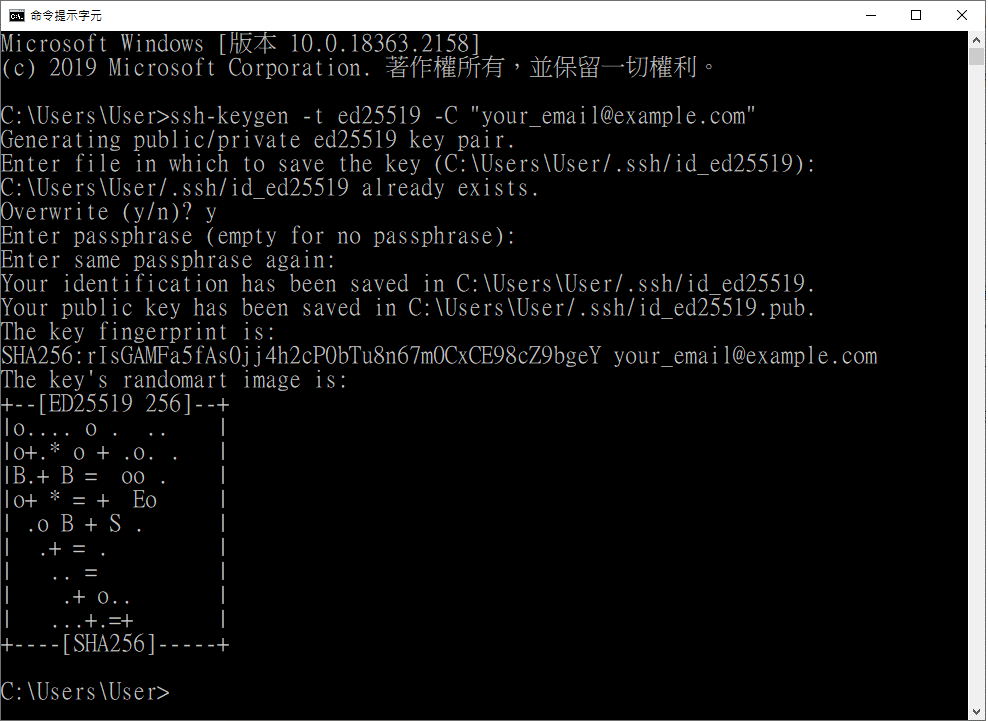 命令提示字元
Microsoft Windows [版本 10.0.18363.2158]
(c) 2019 Microsoft Corporation. 著作權所有，並保留一切權利。
C:\Users\User>ssh-keygen -t ed25519 -C "your_email@example.com"
Generating public/private ed25519 key pair.
Enter file in which to save the key (C:\Users\User/.ssh/id_ed25519):
C:\Users\User/.ssh/id_ed25519 already exists.
Overwrite (y/n)? y
Enter passphrase (empty for no passphrase):
Enter same passphrase again:
Your identification has been saved in C:\Users\User/.ssh/id_ed25519.
Your public key has been saved in C:\Users\User/.ssh/id_ed25519.pub.
The key fingerprint is:
SHA256:rIsGAMFa5fAs0jj4h2cP0bTu8n67m0CxCE98cZ9bgeY your_email@example.com
The key's randomart image is:
+--[ED25519 256]--+
|o.... o .  ..    |
|o+.* o + .o. .   |
|B.+ B =  oo .    |
|o+ * = +  Eo     |
| .o B + S .      |
|  .+ = .         |
|   .. =          |
|    .+ o..       |
|   ...+.=+       |
+----[SHA256]-----+
C:\Users\User>